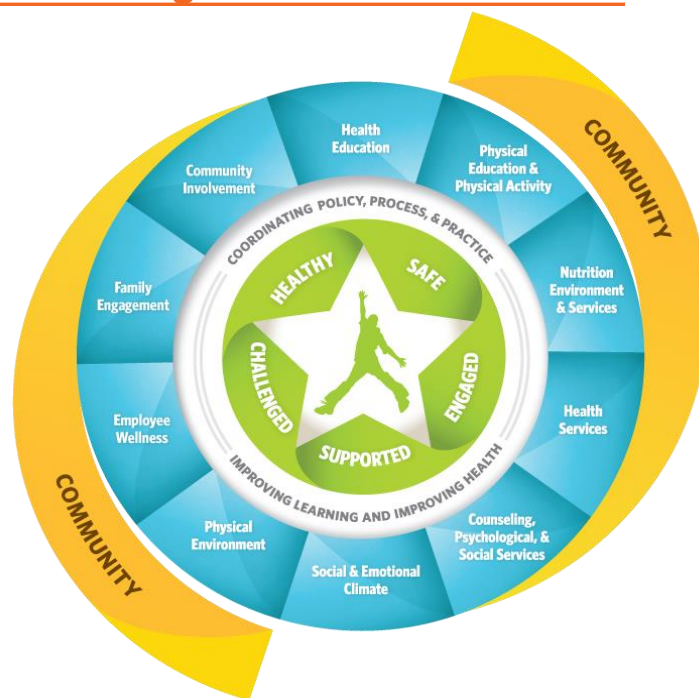 Health
Education
Physical
Education &
Physical Activity
Nutrition
Environment
& Services
Health
Services
Counseling,
Psychological, &
Social Services
Social & Emotional
Climate
Physical
Environment
Employee
Wellness
Family
Engagement
Community
Involvement
COMMUNITY
COMMUNITY
COORDINATING POLICY, PROCESS, & PRACTICE
IMPROVING LEARNING AND IMPROVING HEALTH
HEALTHY
SAFE
ENGAGED
SUPPORTED
CHALLENGED